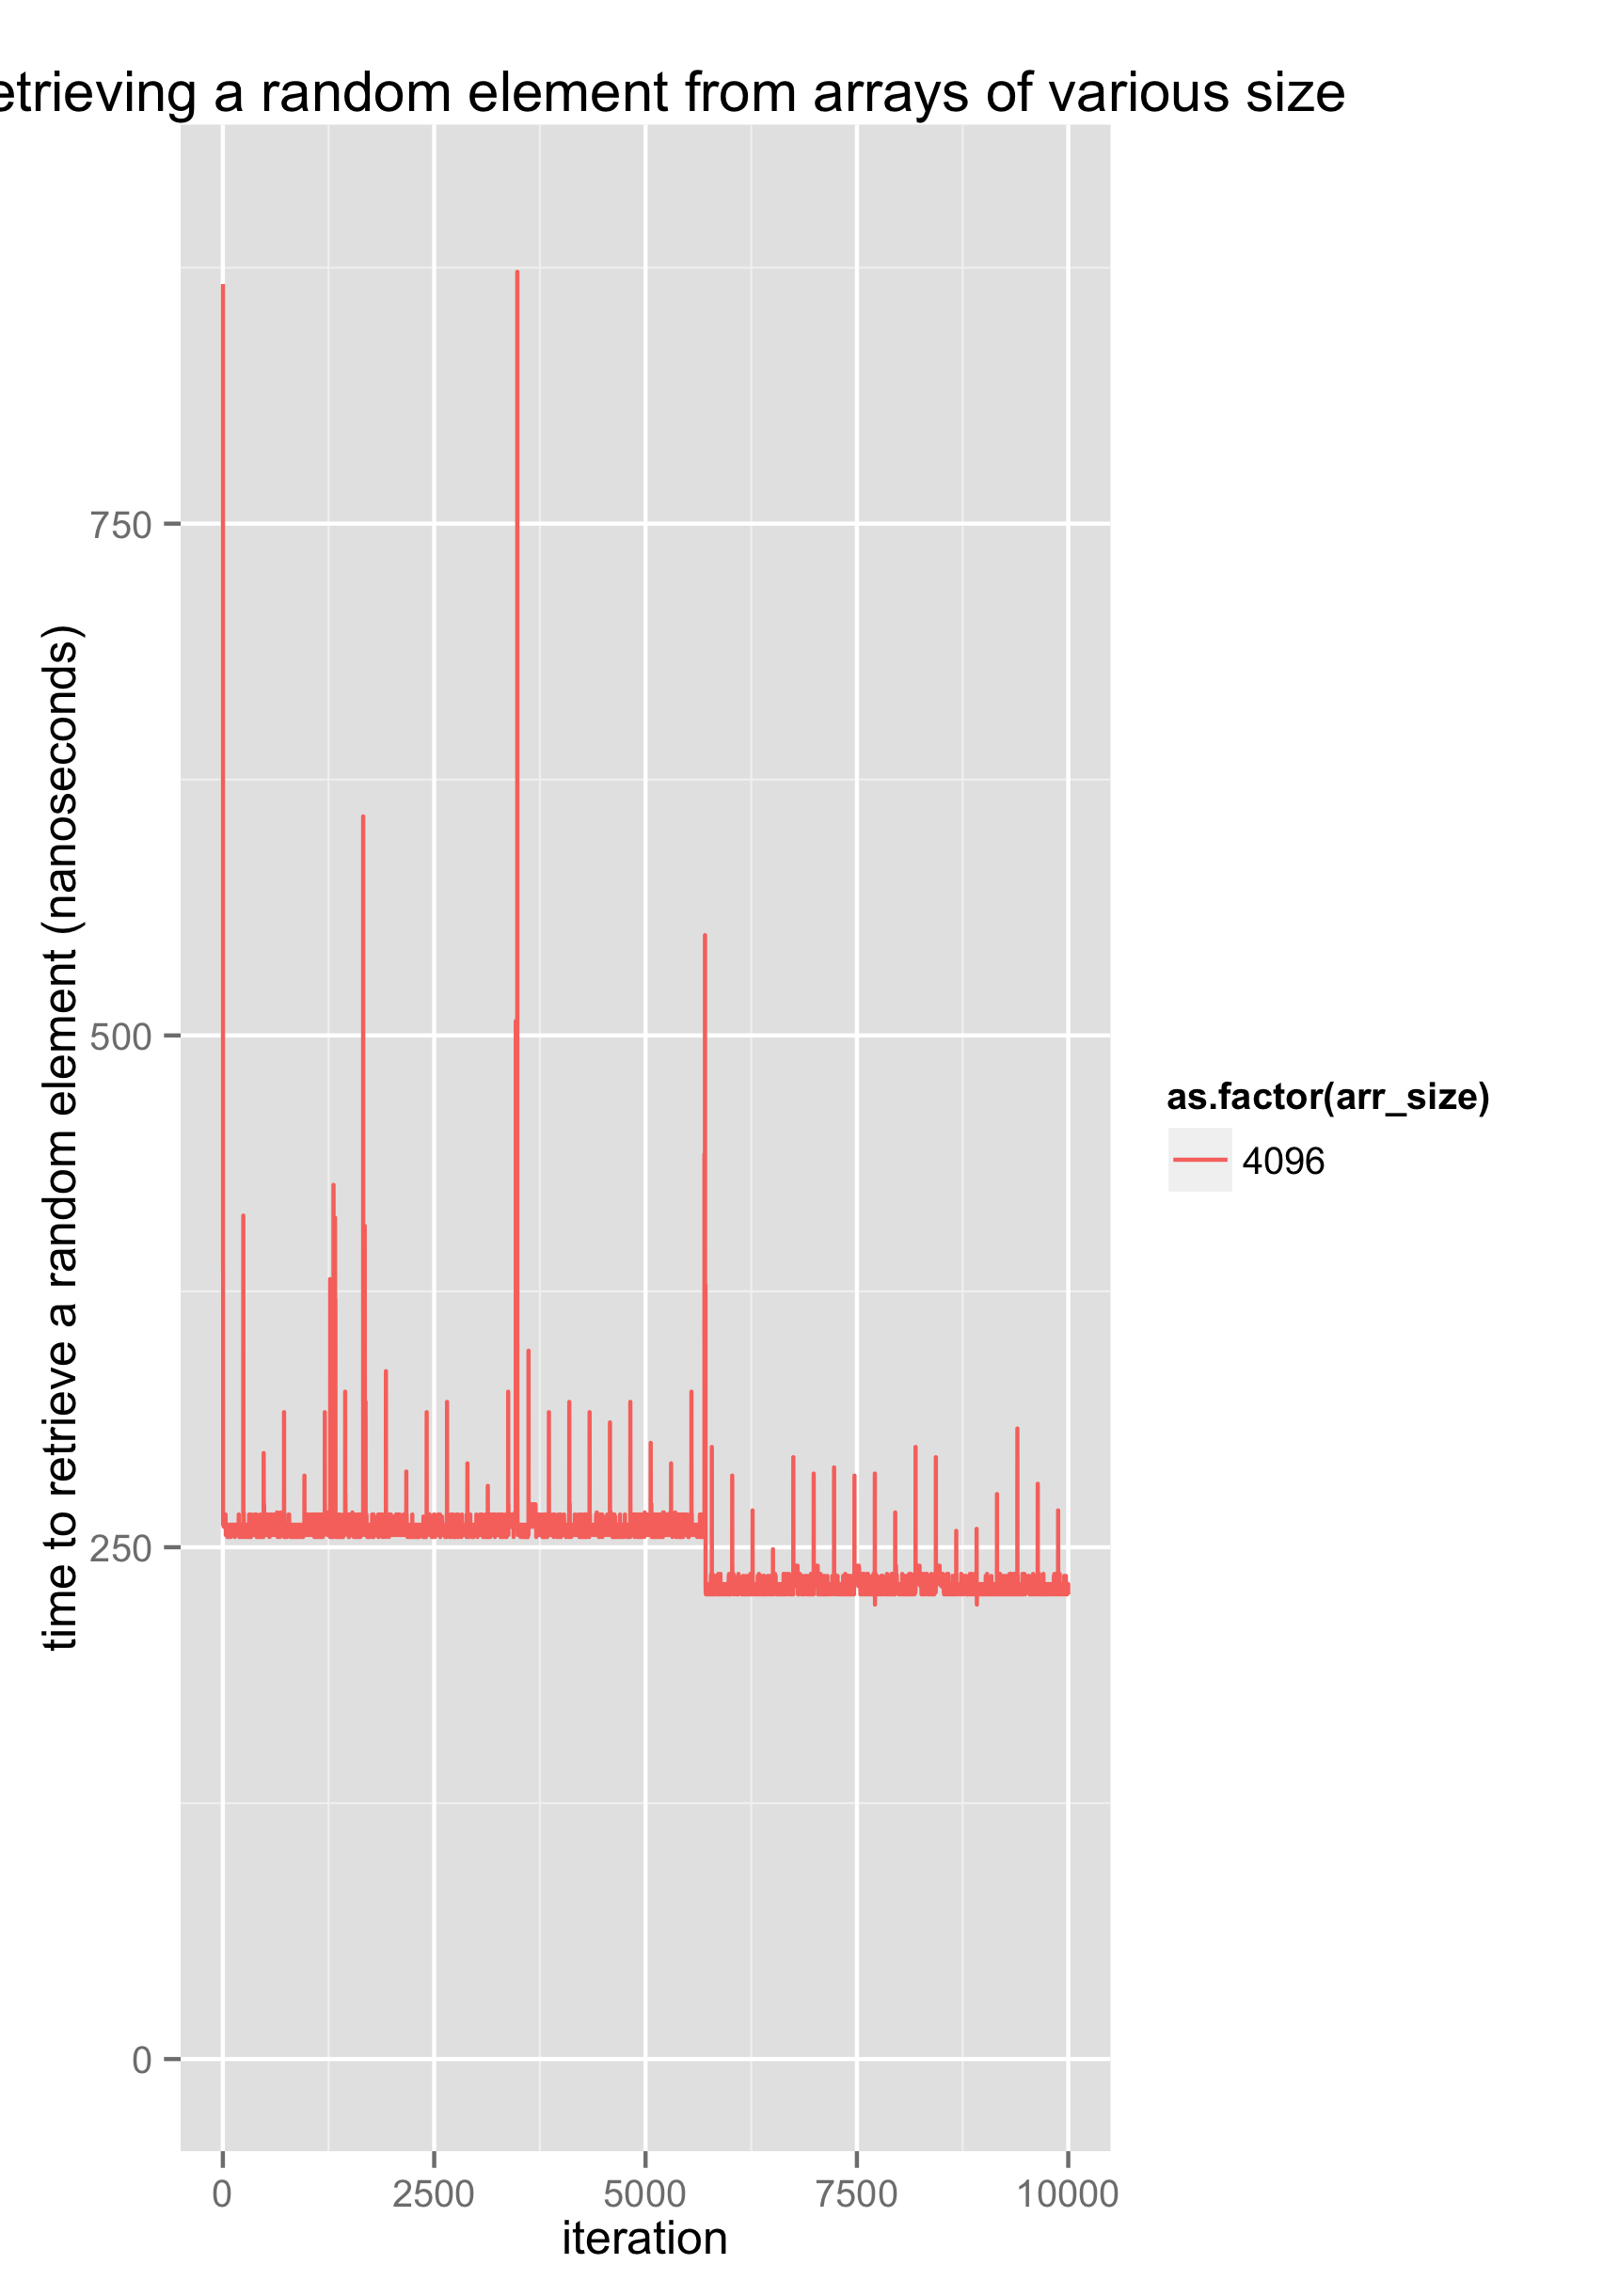 etrieving a random element from arrays of various size
time to retrieve a random element (nanoseconds)
750
500
250
0
0 2500 5000 7500 10000
iteration
as.factor(arr_size)
4096